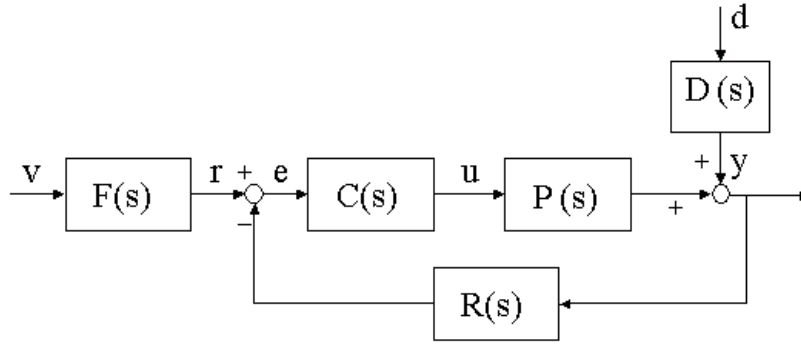 d
D (s)
+ y
v F(s) r + e C(s) u P (s) +
−
R(s)